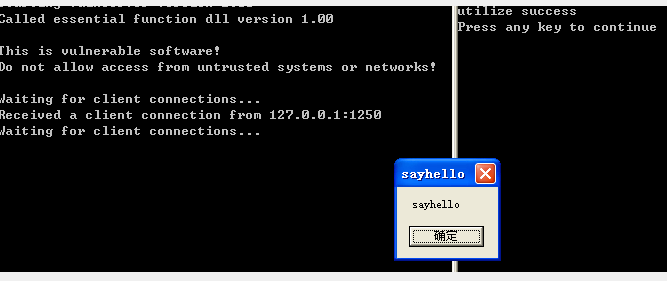 Called essential function dll version 1.00
This is vulnerable software!
Do not allow access from untrusted systems or networks!
Waiting for client connections...
Received a client connection from 127.0.0.1:1250
Waiting for client connections...
utilize success
Press any key to continue
sayhello
sayhello
确定